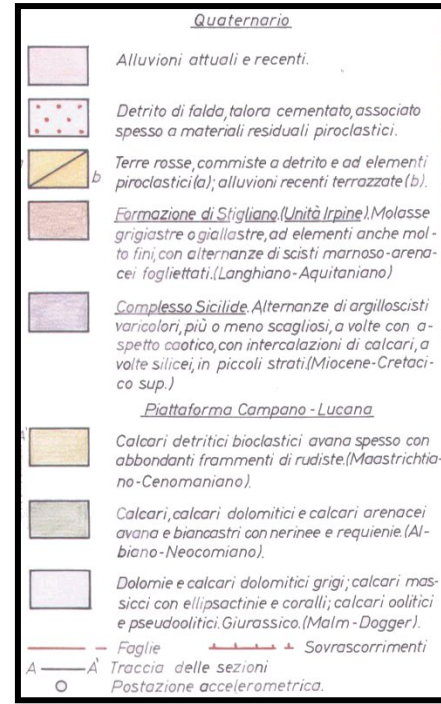 Quaternario
Alluvioni attuali e recenti.
Detrito di falda, talora cementato, associato
spesso a materiali residuali piroclastici.
b
Terre rosse, commiste a detrito e ad elementi
piroclastici(a); alluvioni recenti terrazzate(b).
Formazione di Stigliano.(Unità Irpine). Molasse
grigiastre o giallastre, ad elementi anche mol-
to fini, con alternanze di scisti marnoso-arena-
cei fogliettati.(Langhiano-Aquitaniano)
Complesso Sicilide. Alternanze di argilloscisti
varicolori, più o meno scagliosi, a volte con a-
spetto caotico, con intercalazioni di calcari, a
volte silicei, in piccoli strati.(Miocene-Cretaci-
co sup.)
Piattaforma Campano-Lucana
Calcari detritici bioclastici avana spesso con
abbondanti frammenti di rudiste.(Maastrichtia-
no-Cenomaniano).
Calcari, calcari dolomitici e calcari arenacei
avana e biancastri con nerinee e requienie.(Al-
biano-Neocomiano).
Dolomie e calcari dolomitici grigi; calcari mas-
sicci con ellipsactinie e coralli; calcari oolitici
e pseudoolitici. Giurassico.(Malm-Dogger).
Faglie Sovrascorrimenti
A A' Traccia delle sezioni
Postazione accelerometrica.